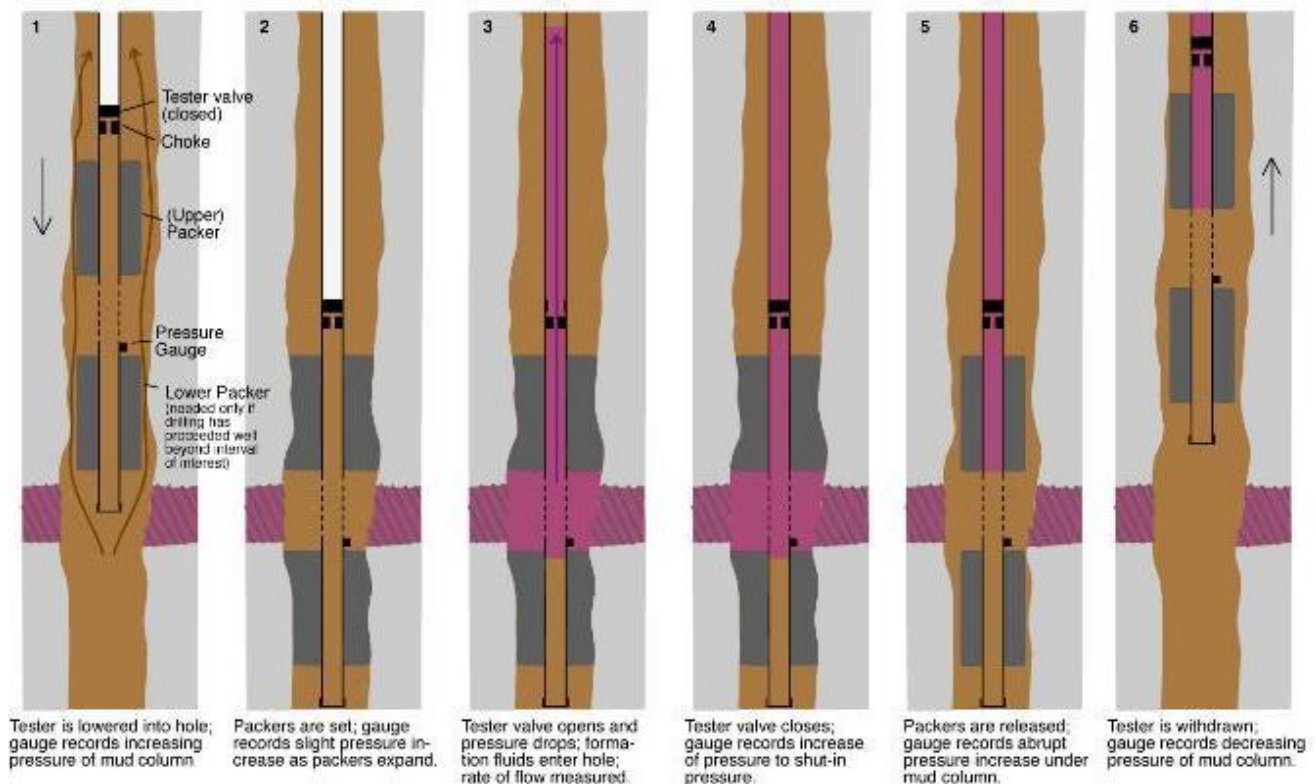 1
Tester valve
(closed)
Choke
(Upper)
Packer
Pressure
Gauge
Lower Packer
(needed only if
drilling has
proceeded well
beyond interval
of interest)
Tester is lowered into hole;
gauge records increasing
pressure of mud column
2
Packers are set; gauge
records slight pressure in-
crease as packers expand.
3
Tester valve opens and
pressure drops; forma-
tion fluids enter hole;
rate of flow measured.
4
Tester valve closes;
gauge records increase
of pressure to shut-in
pressure.
5
Packers are released;
gauge records abrupt
pressure increase under
mud column.
6
Tester is withdrawn;
gauge records decreasing
pressure of mud column.